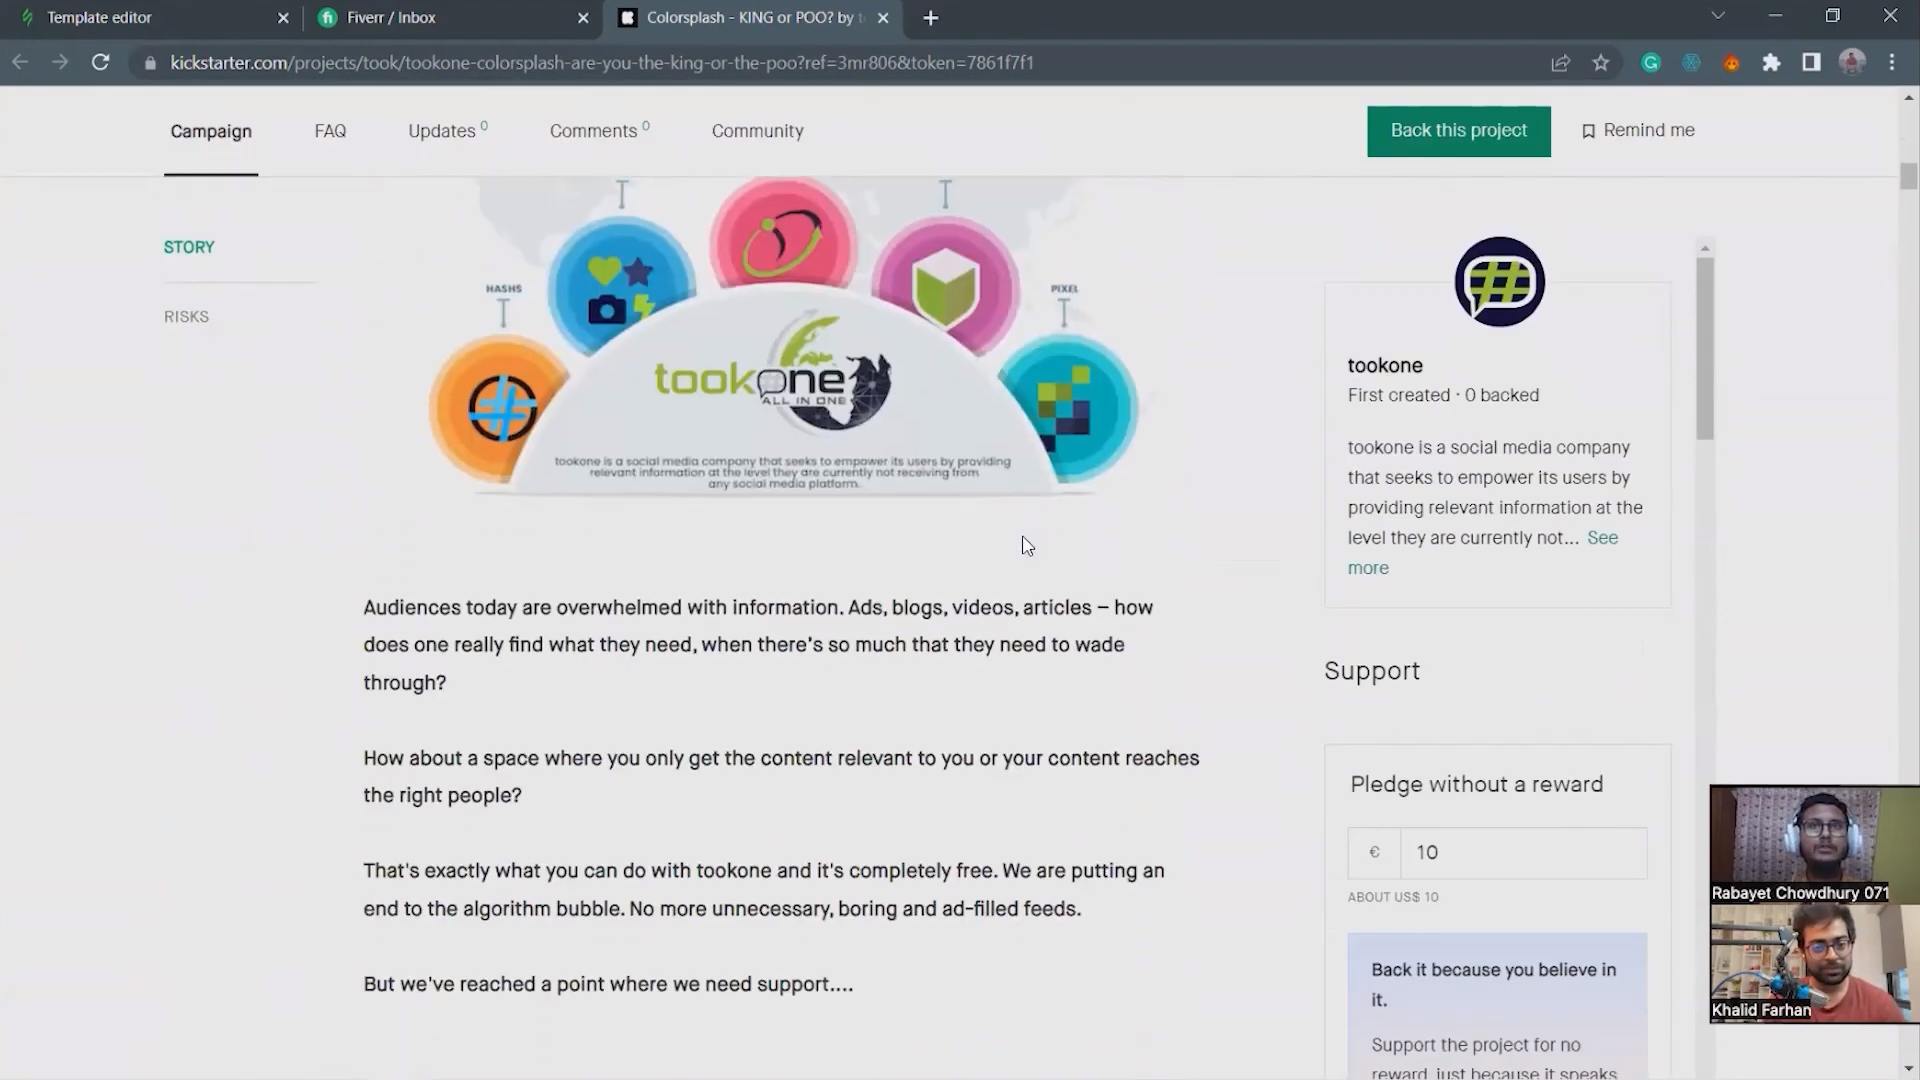 Template editor
Fiverr / Inbox
Colorsplash - KING or POO? by t
kickstarter.com/projects/took/tookone-colorsplash-are-you-the-king-or-the-poo?ref=3mr806&token=7861f7f1
Campaign
FAQ
Updates 0
Comments 0
Community
Back this project
Remind me
STORY
RISKS
HASHS
PIXEL
tookone
ALL IN ONE
tookone is a social media company that seeks to empower its users by providing
relevant information at the level they are currently not receiving from
any social media platform.
Audiences today are overwhelmed with information. Ads, blogs, videos, articles – how
does one really find what they need, when there's so much that they need to wade
through?
How about a space where you only get the content relevant to you or your content reaches
the right people?
That's exactly what you can do with tookone and it's completely free. We are putting an
end to the algorithm bubble. No more unnecessary, boring and ad-filled feeds.
But we've reached a point where we need support....
tookone
First created · 0 backed
tookone is a social media company
that seeks to empower its users by
providing relevant information at the
level they are currently not... See
more
Support
Pledge without a reward
€ 10
ABOUT US$ 10
Back it because you believe in
it.
Support the project for no
reward, just because it speaks
Rabayet Chowdhury 071
Khalid Farhan